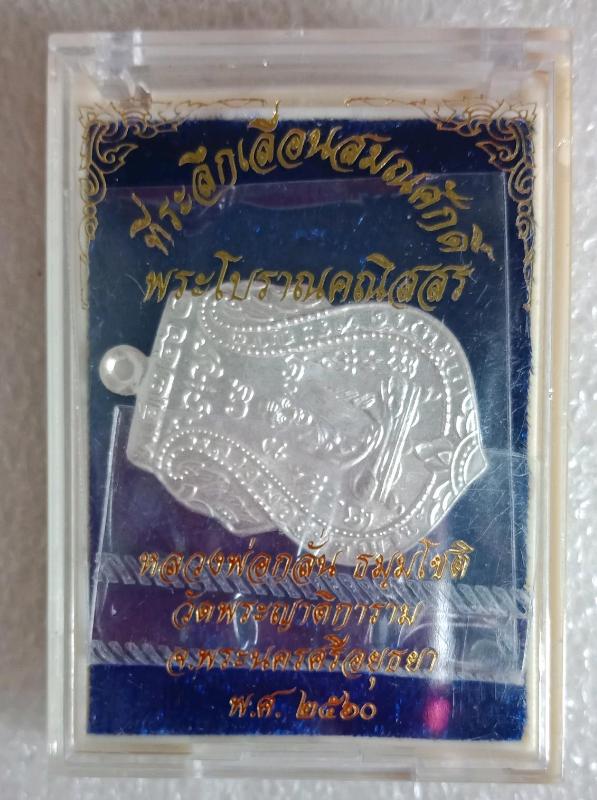 ที่ระลึกเลื่อนสมณศักดิ์
พระโบราณคณิสสร
หลวงพ่อกลั่น ธมฺมโชติ
วัดพระญาติการาม
จ.พระนครศรีอยุธยา
พ.ศ. ๒๕๖๐